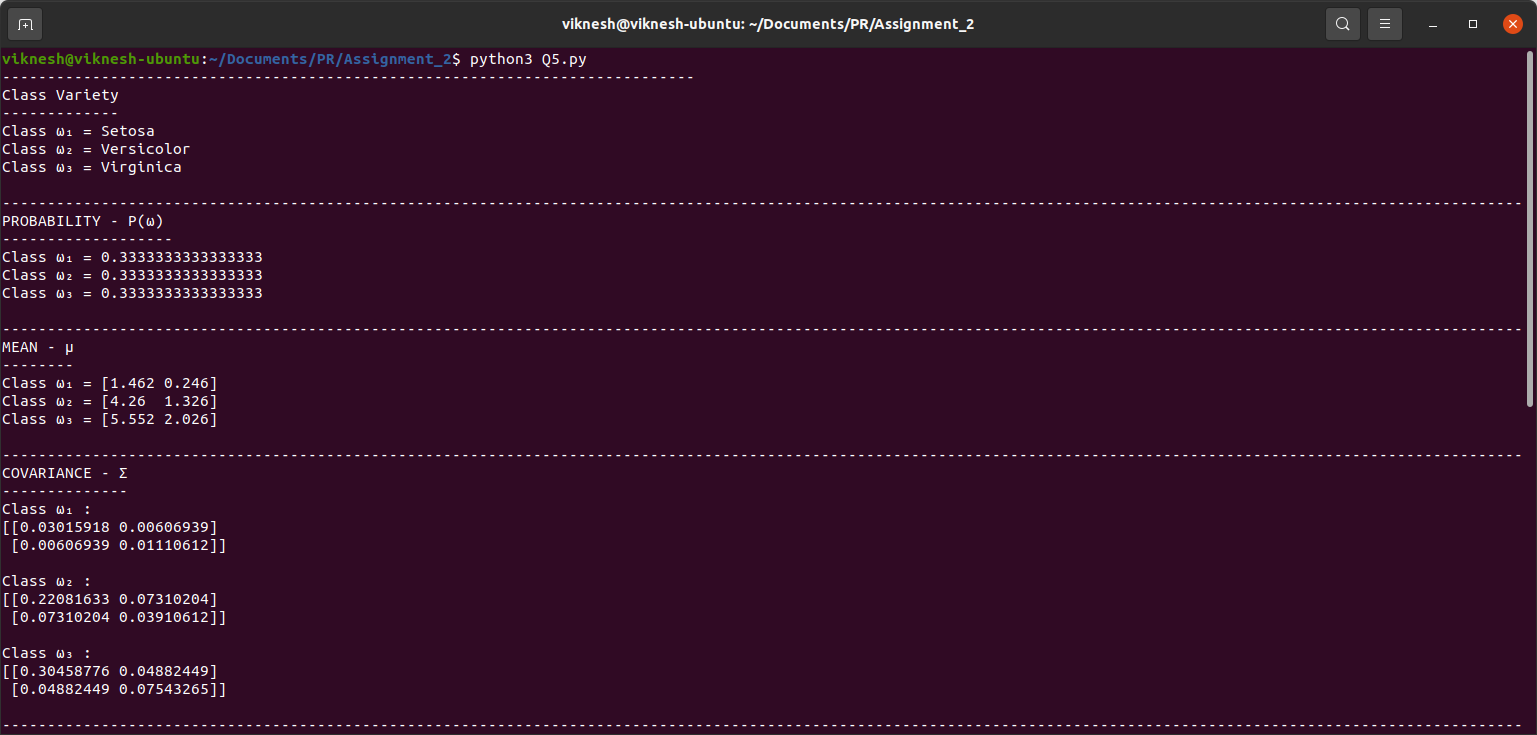 viknesh@viknesh-ubuntu: ~/Documents/PR/Assignment_2
viknesh@viknesh-ubuntu:~/Documents/PR/Assignment_2$ python3 Q5.py
-----------------------------------------------------------------------------
Class Variety
-------------
Class ω₁ = Setosa
Class ω₂ = Versicolor
Class ω₃ = Virginica
-------------------------------------------------------------------------------------------------------------------------------------------------------------------------
PROBABILITY - P(ω)
-------------------
Class ω₁ = 0.3333333333333333
Class ω₂ = 0.3333333333333333
Class ω₃ = 0.3333333333333333
-------------------------------------------------------------------------------------------------------------------------------------------------------------------------
MEAN - µ
--------
Class ω₁ = [1.462 0.246]
Class ω₂ = [4.26  1.326]
Class ω₃ = [5.552 2.026]
-------------------------------------------------------------------------------------------------------------------------------------------------------------------------
COVARIANCE - Σ
--------------
Class ω₁ :
[[0.03015918 0.00606939]
 [0.00606939 0.01110612]]
Class ω₂ :
[[0.22081633 0.07310204]
 [0.07310204 0.03910612]]
Class ω₃ :
[[0.30458776 0.04882449]
 [0.04882449 0.07543265]]
-------------------------------------------------------------------------------------------------------------------------------------------------------------------------